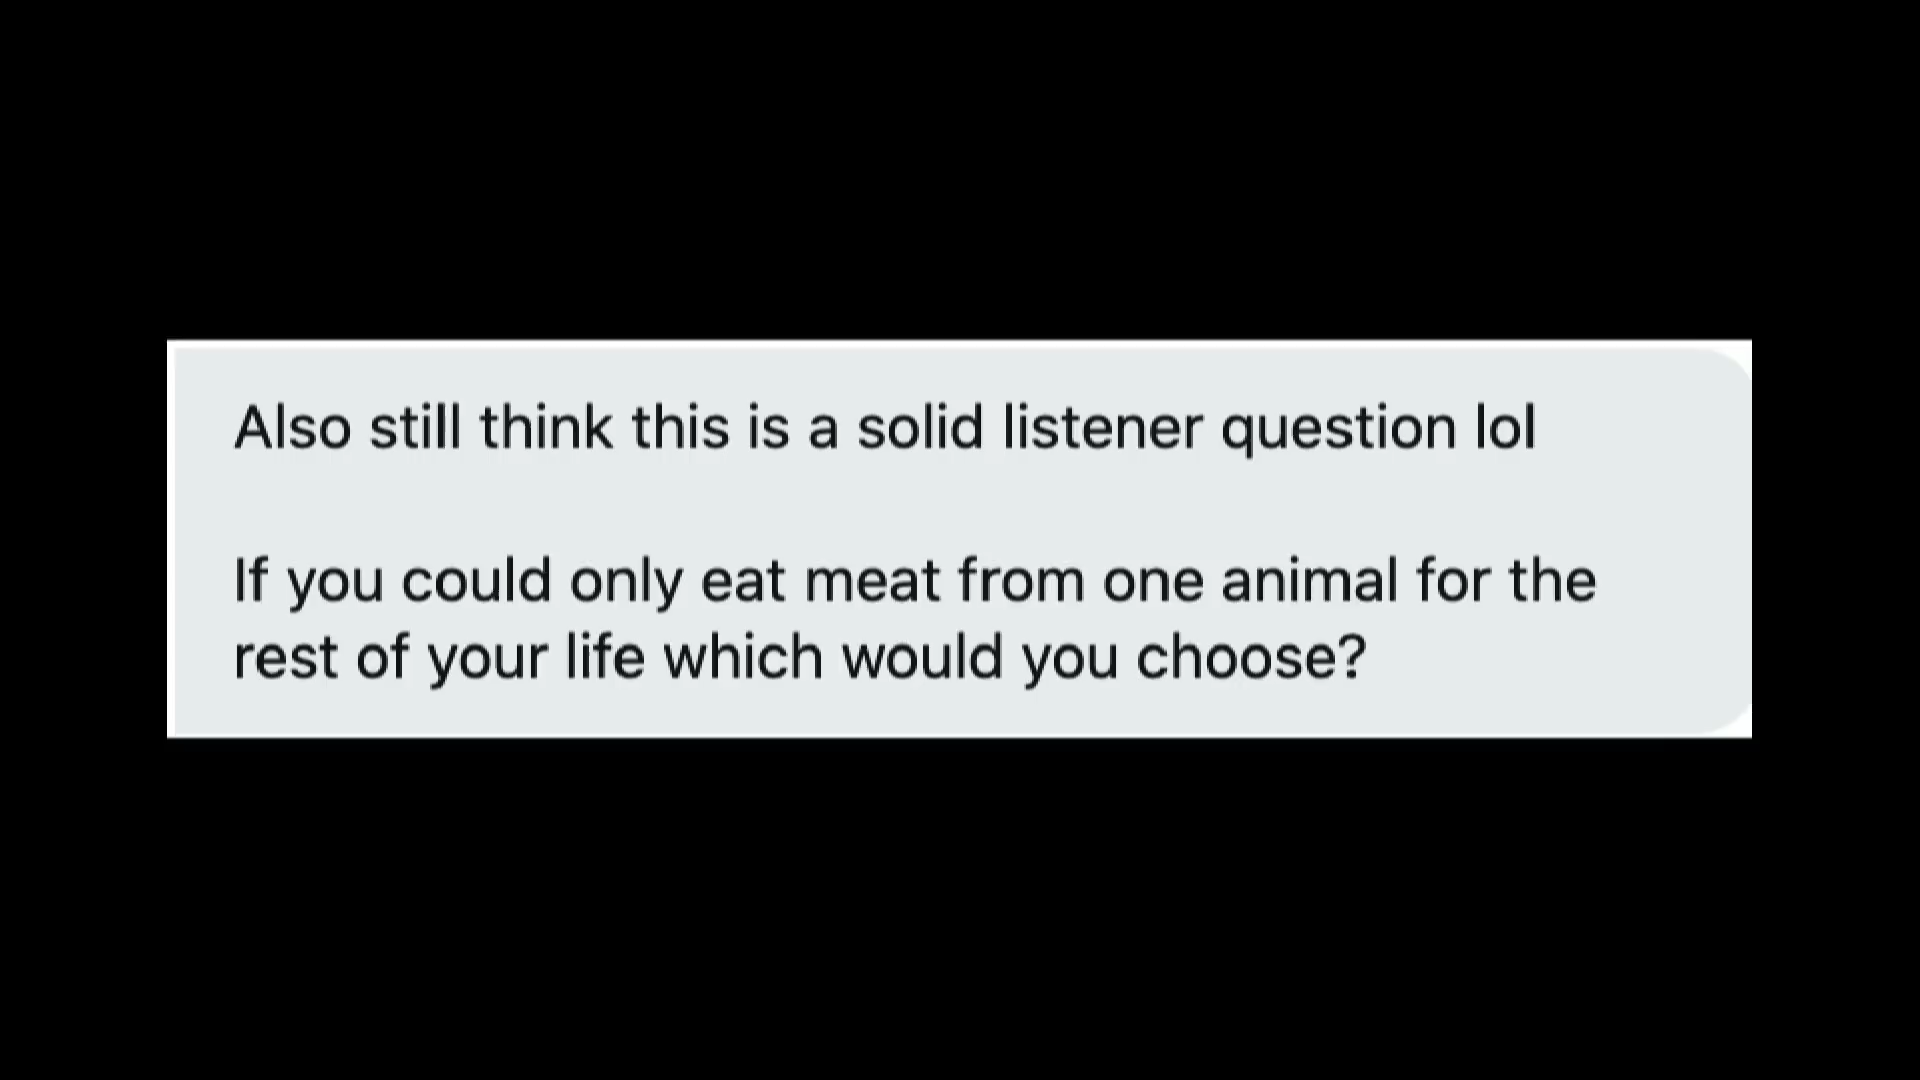 Also still think this is a solid listener question lol
If you could only eat meat from one animal for the
rest of your life which would you choose?